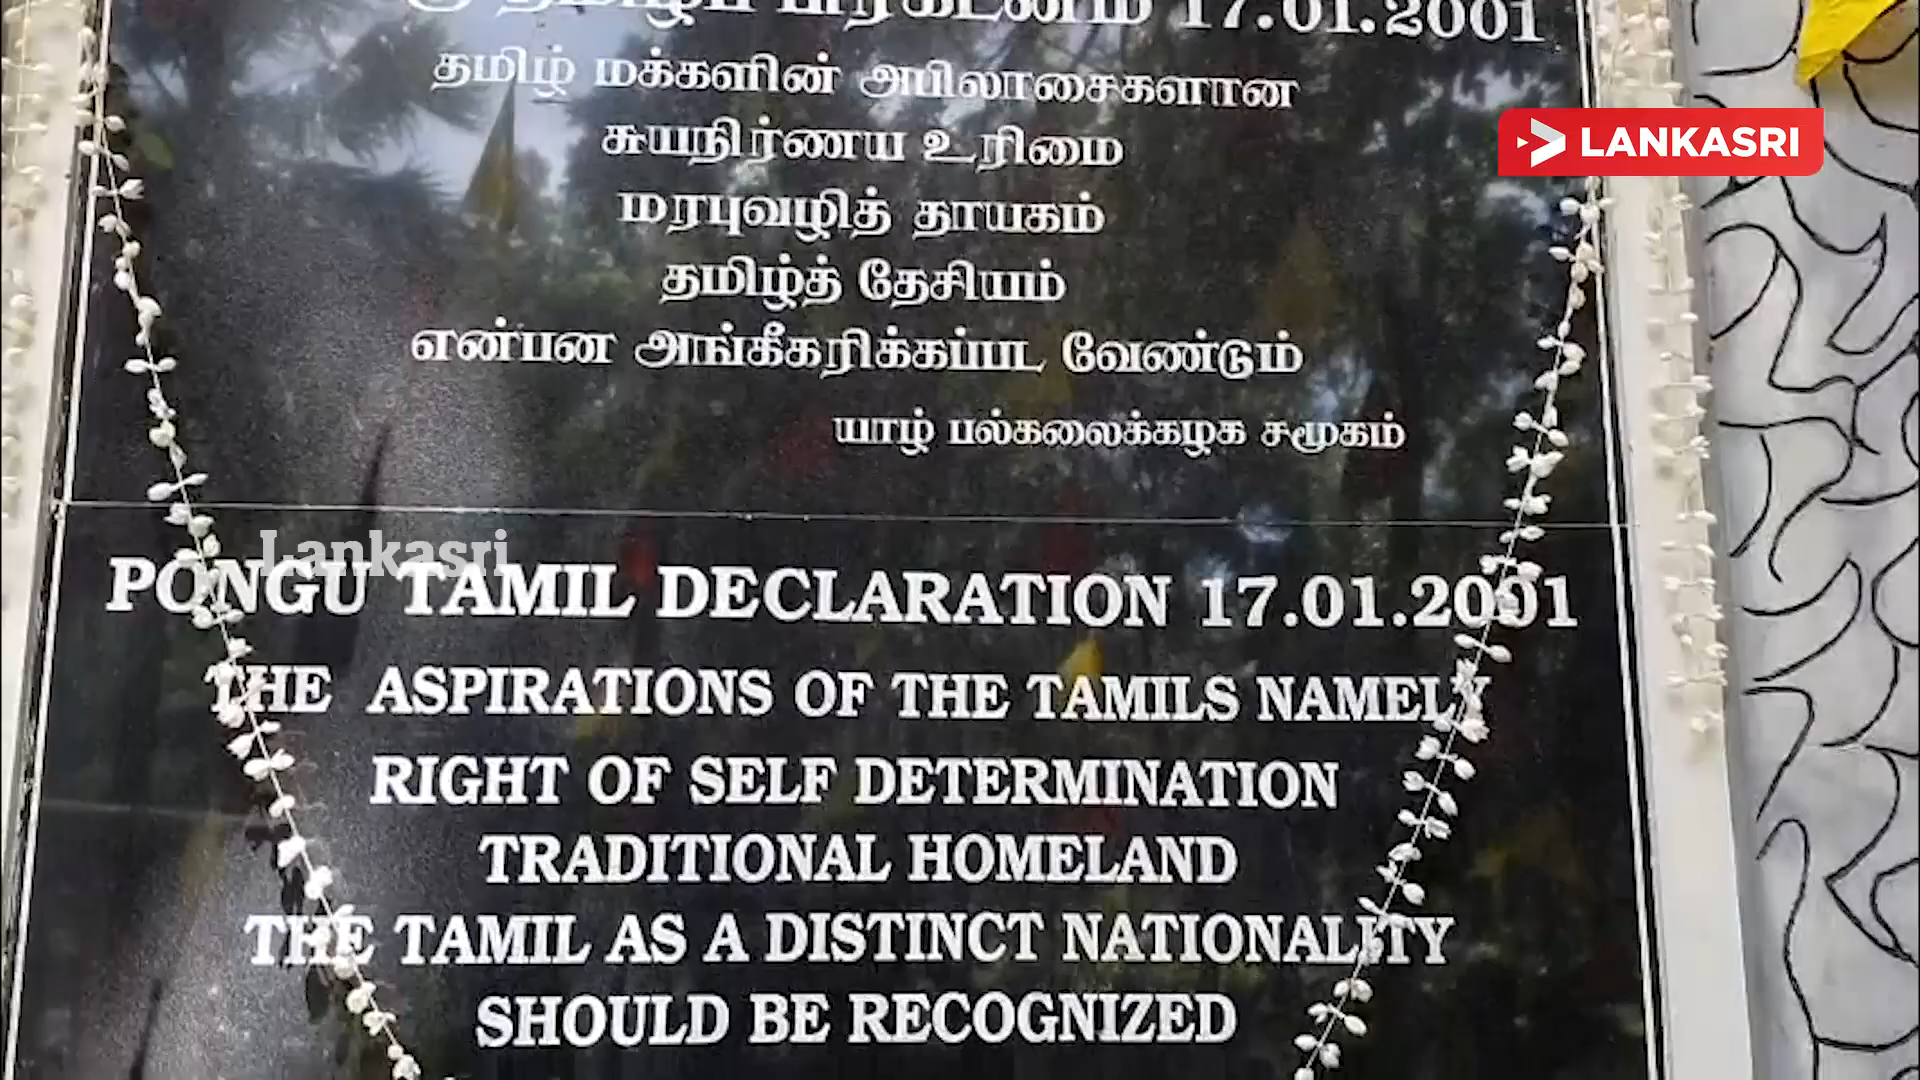 தமிழ்ப் பிரகடனம் 17.01.2001
தமிழ் மக்களின் அபிலாசைகளான
சுயநிர்ணய உரிமை
மரபுவழித் தாயகம்
தமிழ்த் தேசியம்
என்பன அங்கீகரிக்கப்பட வேண்டும்
யாழ் பல்கலைக்கழக சமூகம்
LANKASRI
Lankasri
PONGU TAMIL DECLARATION 17.01.2001
THE ASPIRATIONS OF THE TAMILS NAMELY
RIGHT OF SELF DETERMINATION
TRADITIONAL HOMELAND
THE TAMIL AS A DISTINCT NATIONALITY
SHOULD BE RECOGNIZED